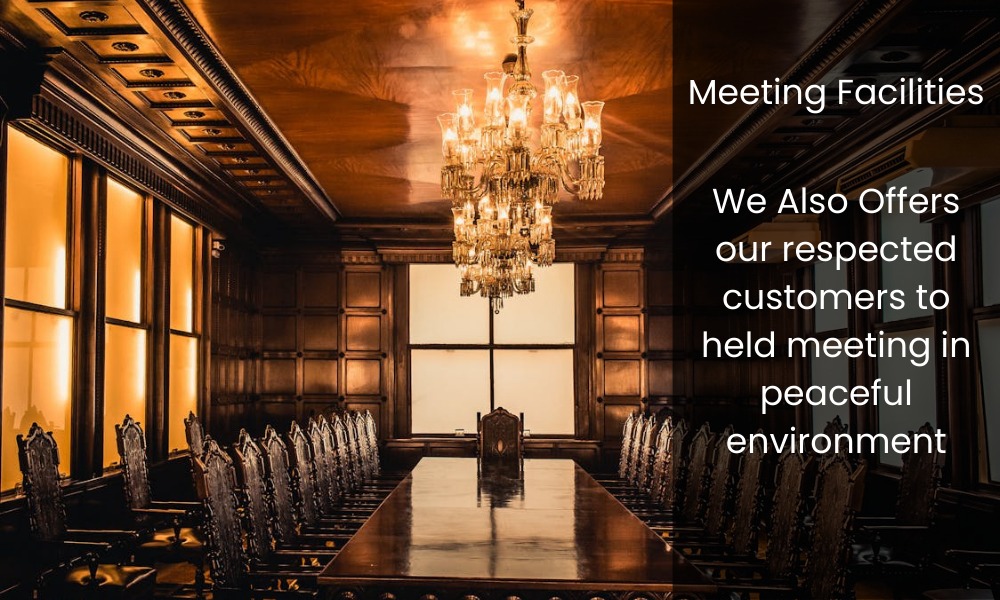 Meeting Facilities
We Also Offers
our respected
customers to
held meeting in
peaceful
environment